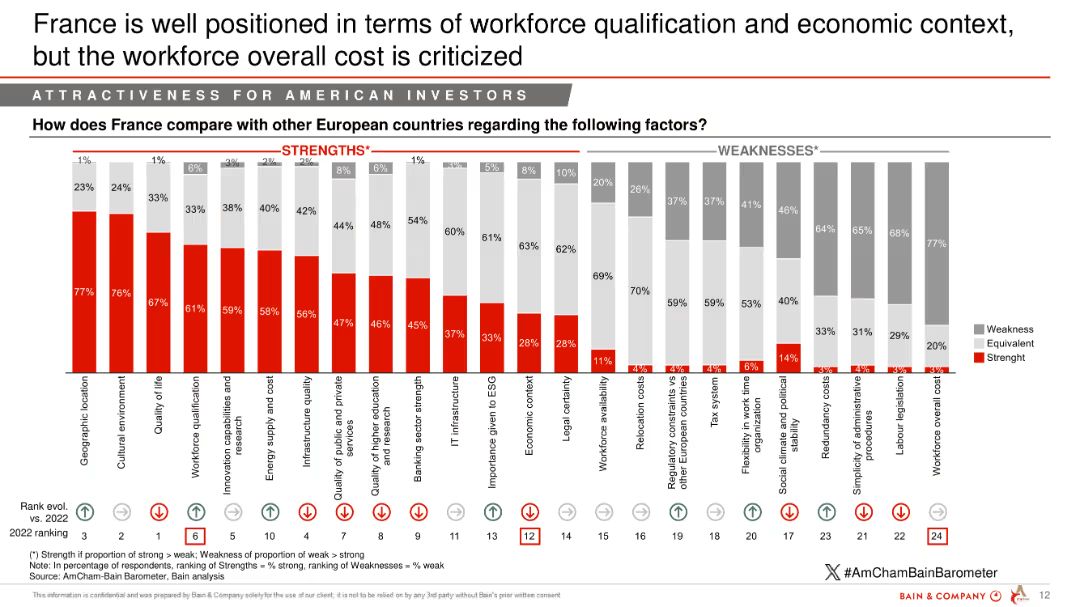 France is well positioned in terms of workforce qualification and economic context,
but the workforce overall cost is criticized
ATTRACTIVENESS FOR AMERICAN INVESTORS
How does France compare with other European countries regarding the following factors?
STRENGTHS* WEAKNESSES*
1% 1% 6% 3% 2% 2% 8% 6% 1% 3% 5% 8% 10% 20% 26% 37% 37% 41% 46% 64% 65% 68% 77%
23% 24% 33% 33% 38% 40% 42% 44% 48% 54% 60% 61% 63% 62% 69% 70% 59% 59% 53% 40% 33% 31% 29% 20%
77% 76% 67% 61% 59% 58% 56% 47% 46% 45% 37% 33% 28% 28% 11% 4% 4% 4% 6% 14% 3% 4% 3% 3%
Weakness
Equivalent
Strenght
Geographic location
Cultural environment
Quality of life
Workforce qualification
Innovation capabilities and
research
Energy supply and cost
Infrastructure quality
Quality of public and private
services
Quality of higher education
and research
Banking sector strength
IT infrastructure
Importance given to ESG
Economic context
Legal certainty
Workforce availability
Relocation costs
Regulatory constraints vs
other European countries
Tax system
Flexibility in work time
organization
Social climate and political
stability
Redundancy costs
Simplicity of administrative
procedures
Labour legislation
Workforce overall cost
Rank evol.
vs. 2022
2022 ranking 3 2 1 6 5 10 4 7 8 9 11 13 12 14 15 16 19 18 20 17 23 21 22 24
(*) Strength if proportion of strong > weak; Weakness of proportion of weak > strong
Note: In percentage of respondents, ranking of Strengths = % strong, ranking of Weaknesses = % weak
Source: AmCham-Bain Barometer, Bain analysis
#AmChamBainBarometer
This information is confidential and was prepared by Bain & Company solely for the use of our client; it is not to be relied on by any 3rd party without Bain's prior written consent
BAIN & COMPANY
12